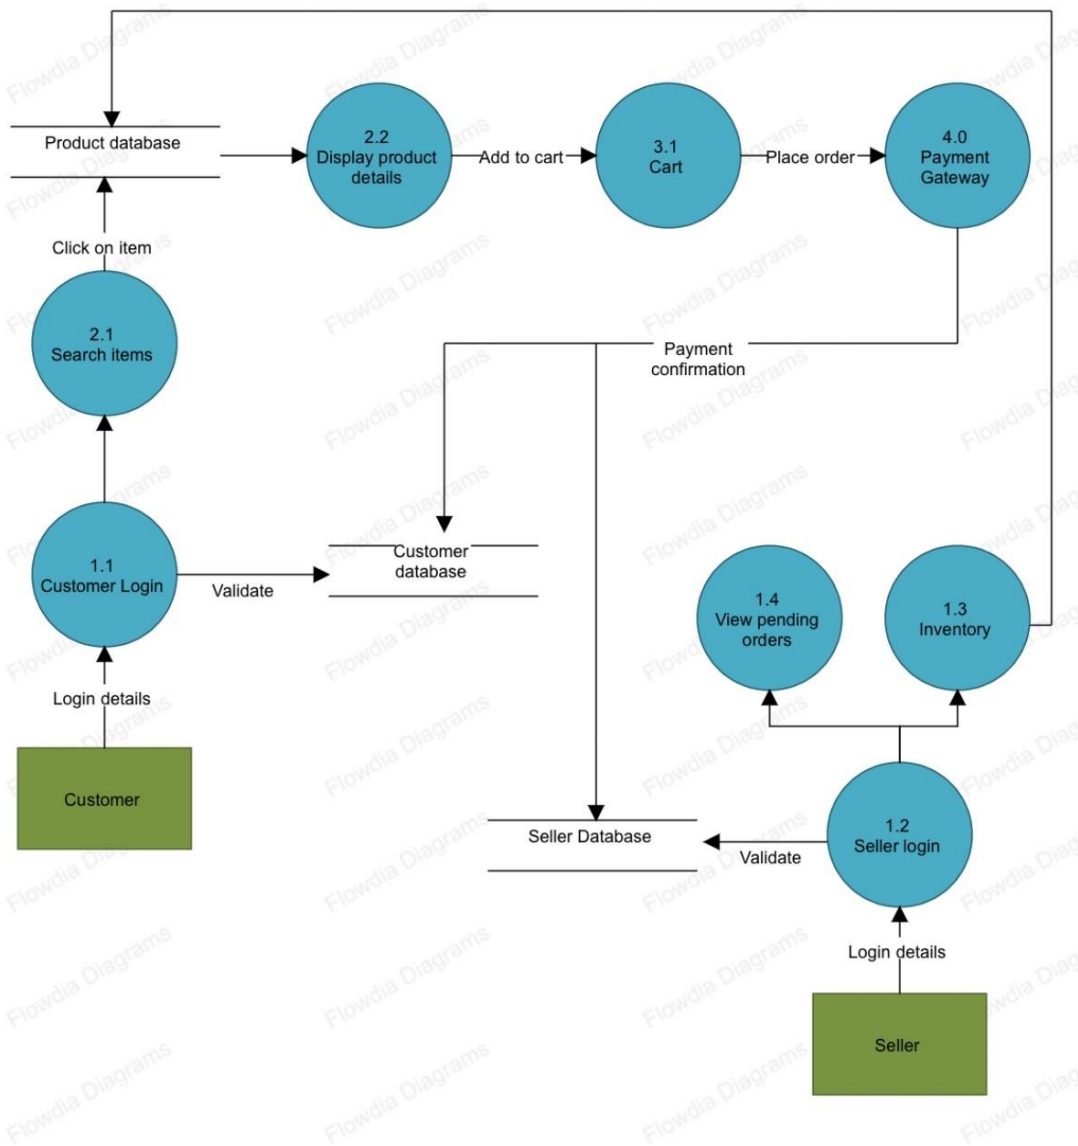 Product database
2.2
Display product
details
Add to cart
3.1
Cart
Place order
4.0
Payment
Gateway
Click on item
2.1
Search items
Payment
confirmation
1.1
Customer Login
Validate
Customer
database
1.4
View pending
orders
1.3
Inventory
Login details
Customer
Seller Database
Validate
1.2
Seller login
Login details
Seller
Flowdia Diagrams